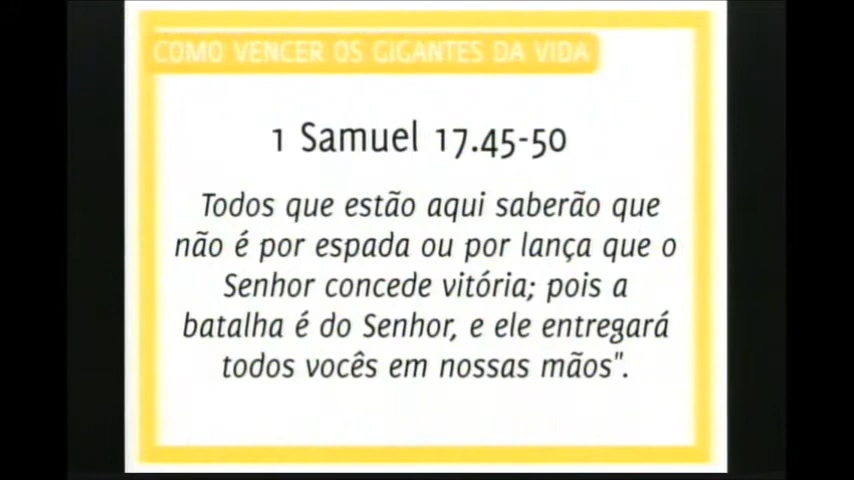 COMO VENCER OS GIGANTES DA VIDA
1 Samuel 17.45-50
Todos que estão aqui saberão que
não é por espada ou por lança que o
Senhor concede vitória; pois a
batalha é do Senhor, e ele entregará
todos vocês em nossas mãos".